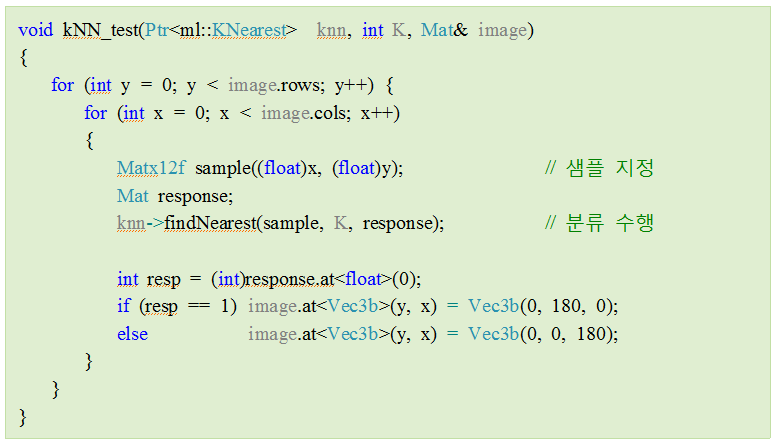 void kNN_test(Ptr<ml::KNearest> knn, int K, Mat& image)
{
for (int y = 0; y < image.rows; y++) {
for (int x = 0; x < image.cols; x++)
{
Matx12f sample((float)x, (float)y); // 샘플 지정
Mat response;
knn->findNearest(sample, K, response); // 분류 수행
int resp = (int)response.at<float>(0);
if (resp == 1) image.at<Vec3b>(y, x) = Vec3b(0, 180, 0);
else image.at<Vec3b>(y, x) = Vec3b(0, 0, 180);
}
}
}